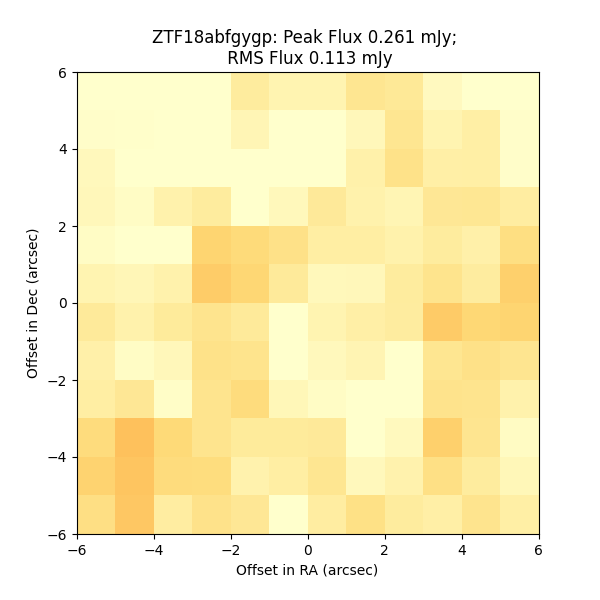 ZTF18abfgygp: Peak Flux 0.261 mJy;
RMS Flux 0.113 mJy
6
4
2
0
−2
−4
−6
Offset in Dec (arcsec)
−6 −4 −2 0 2 4 6
Offset in RA (arcsec)